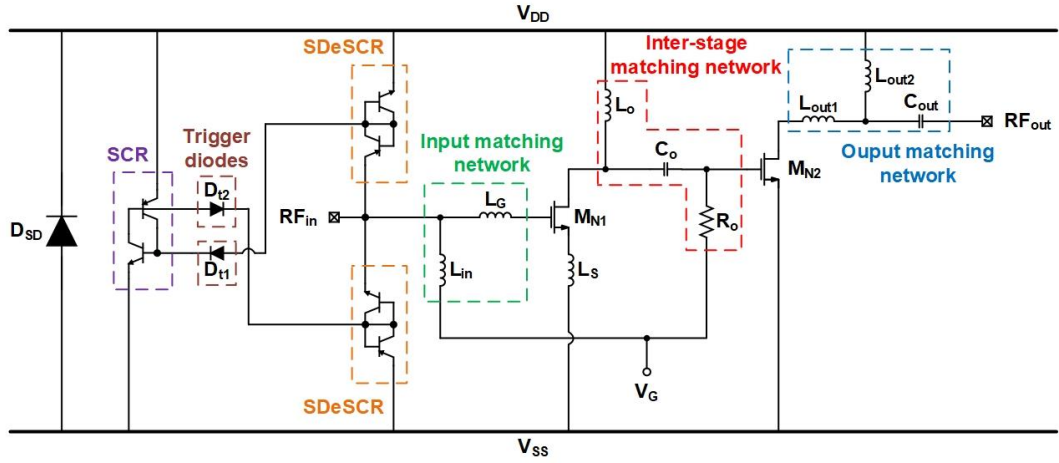 VDD
SDeSCR
Inter-stage
matching network
Lo
Lout2
Lout1
Cout
RFout
Trigger
diodes
SCR
Input matching
network
Co
Ouput matching
network
MN2
Dt2
LG
MN1
RFin
Ro
DSD
Dt1
Lin
LS
VG
SDeSCR
VSS